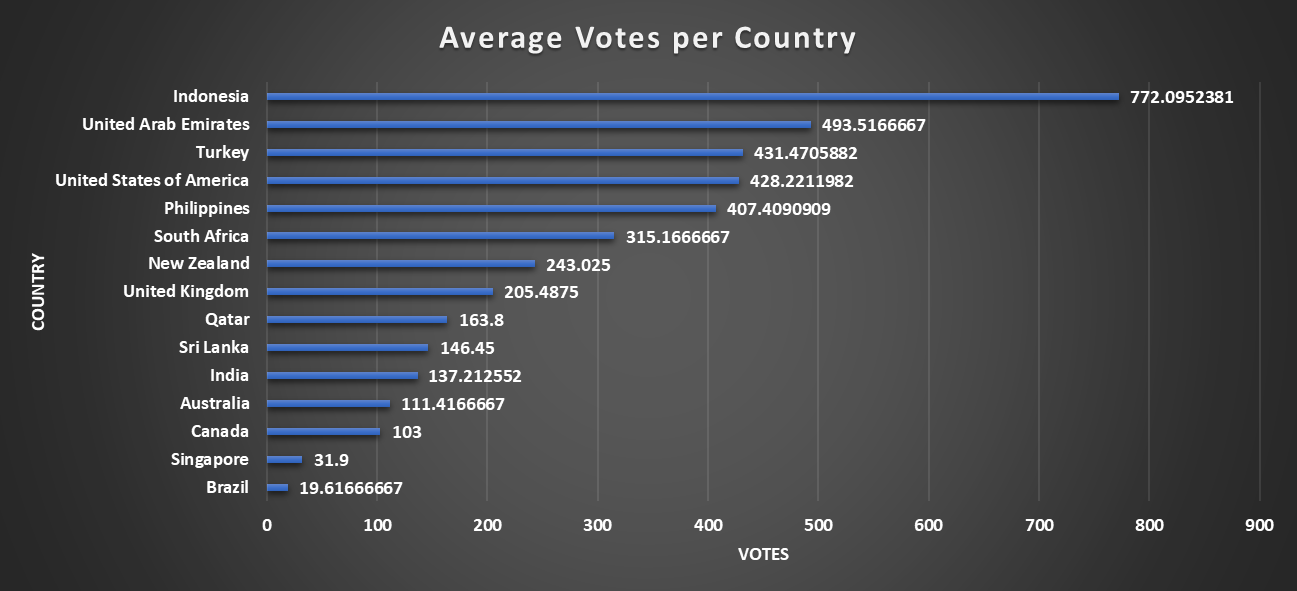 Average Votes per Country
COUNTRY
Indonesia 772.0952381
United Arab Emirates 493.5166667
Turkey 431.4705882
United States of America 428.2211982
Philippines 407.4090909
South Africa 315.1666667
New Zealand 243.025
United Kingdom 205.4875
Qatar 163.8
Sri Lanka 146.45
India 137.212552
Australia 111.4166667
Canada 103
Singapore 31.9
Brazil 19.61666667
0 100 200 300 400 500 600 700 800 900
VOTES